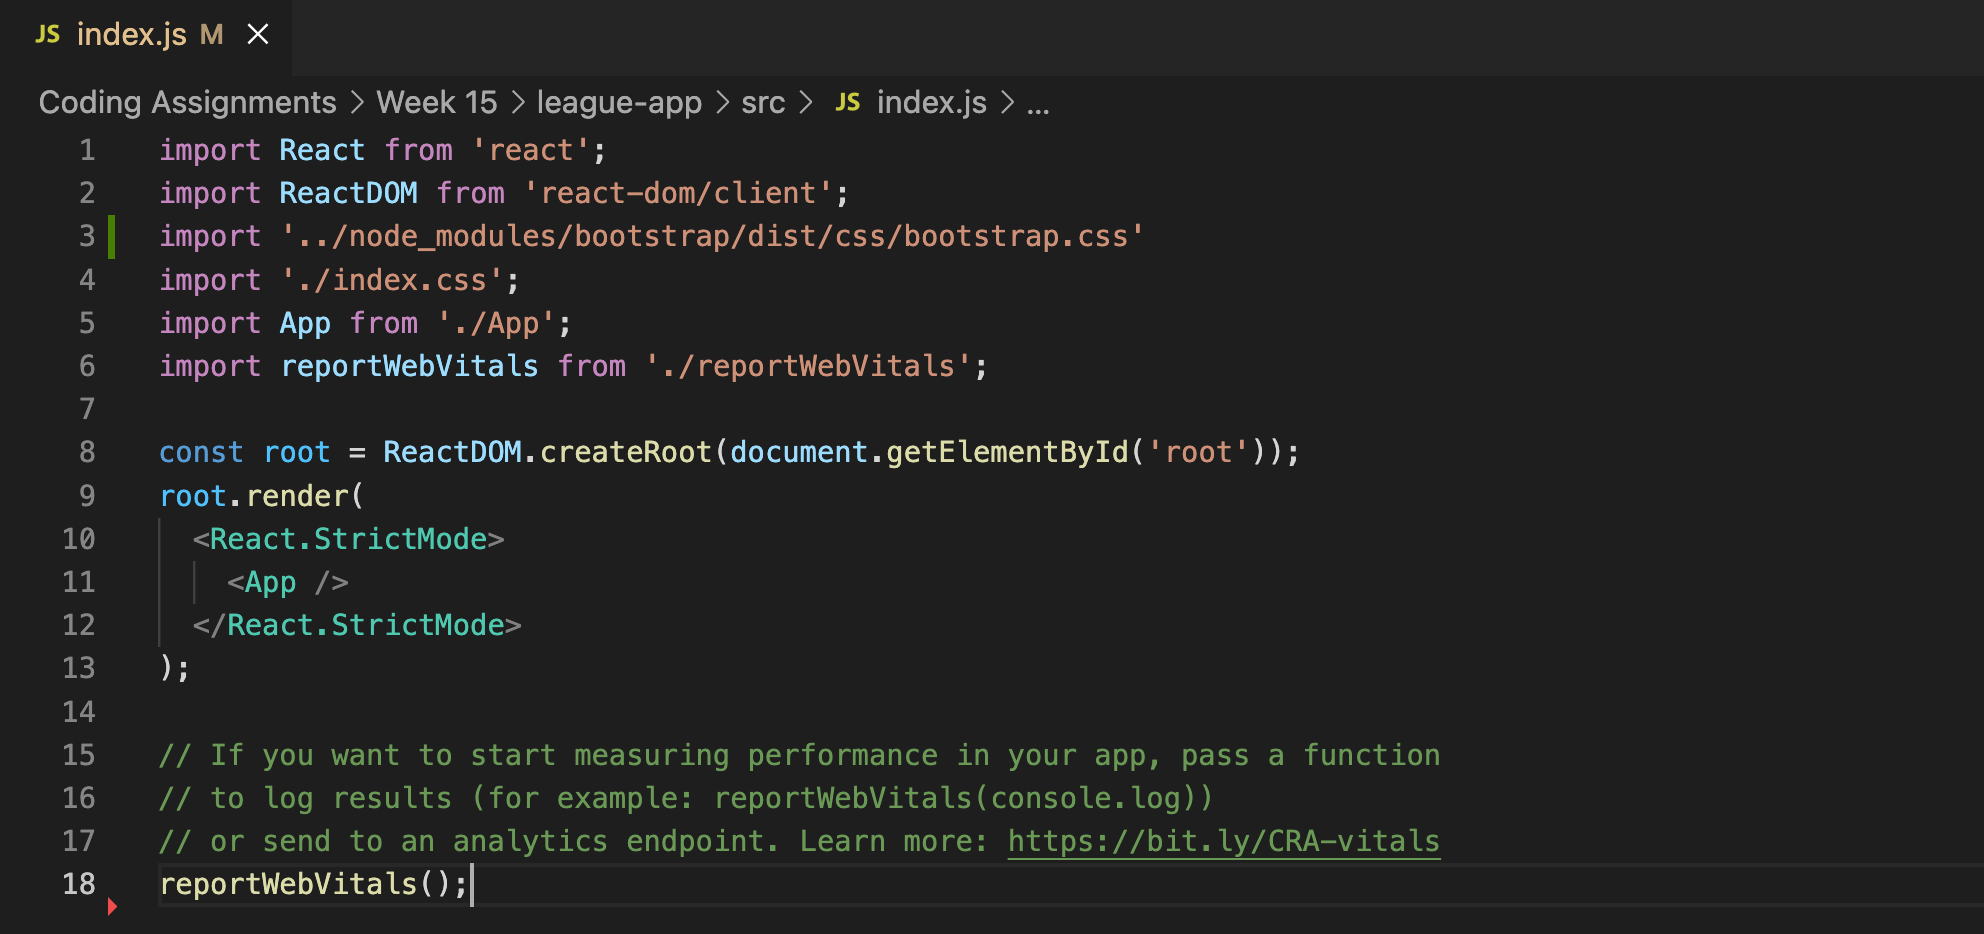 JS index.js M
Coding Assignments > Week 15 > league-app > src > JS index.js > ...
1 import React from 'react';
2 import ReactDOM from 'react-dom/client';
3 import '../node_modules/bootstrap/dist/css/bootstrap.css'
4 import './index.css';
5 import App from './App';
6 import reportWebVitals from './reportWebVitals';
7
8 const root = ReactDOM.createRoot(document.getElementById('root'));
9 root.render(
10   <React.StrictMode>
11     <App />
12   </React.StrictMode>
13 );
14
15 // If you want to start measuring performance in your app, pass a function
16 // to log results (for example: reportWebVitals(console.log))
17 // or send to an analytics endpoint. Learn more: https://bit.ly/CRA-vitals
18 reportWebVitals();